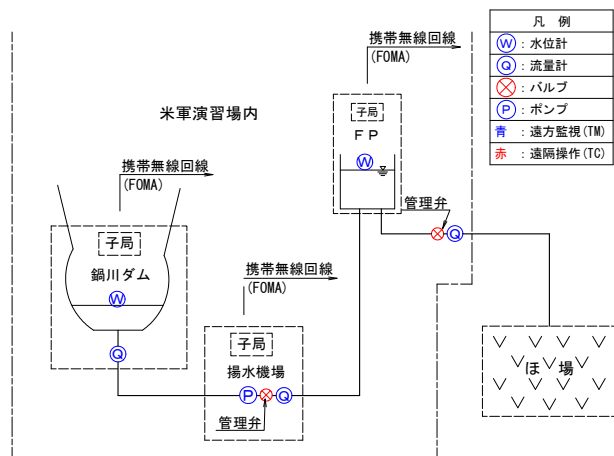 凡 例
W : 水位計
Q : 流量計
: バルブ
P : ポンプ
青 : 遠方監視(TM)
赤 : 遠隔操作(TC)
携帯無線回線
(FOMA)
米軍演習場内
子局
FP
W
管理弁
Q
携帯無線回線
(FOMA)
子局
鍋川ダム
W
Q
携帯無線回線
(FOMA)
子局
揚水機場
P
Q
管理弁
ほ 場